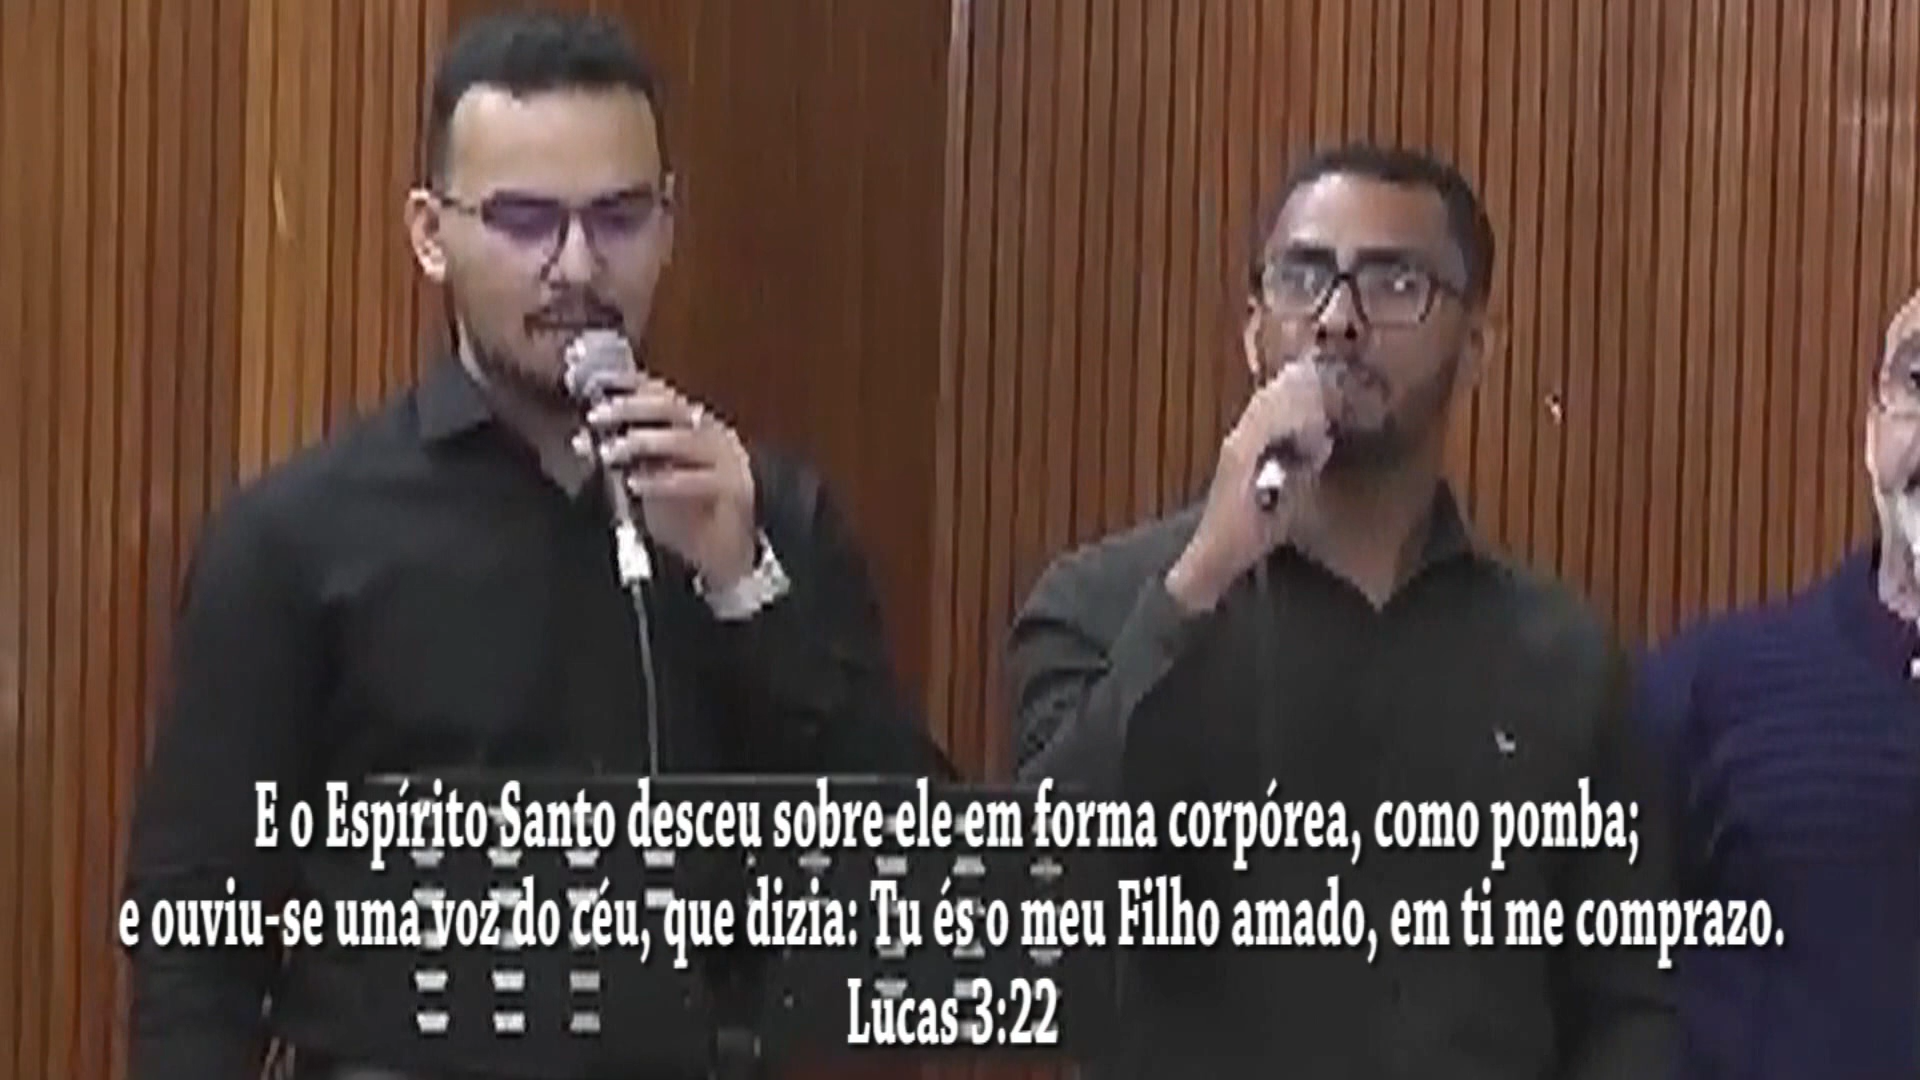 E o Espírito Santo desceu sobre ele em forma corpórea, como pomba;
e ouviu-se uma voz do céu, que dizia: Tu és o meu Filho amado, em ti me comprazo.
Lucas 3:22